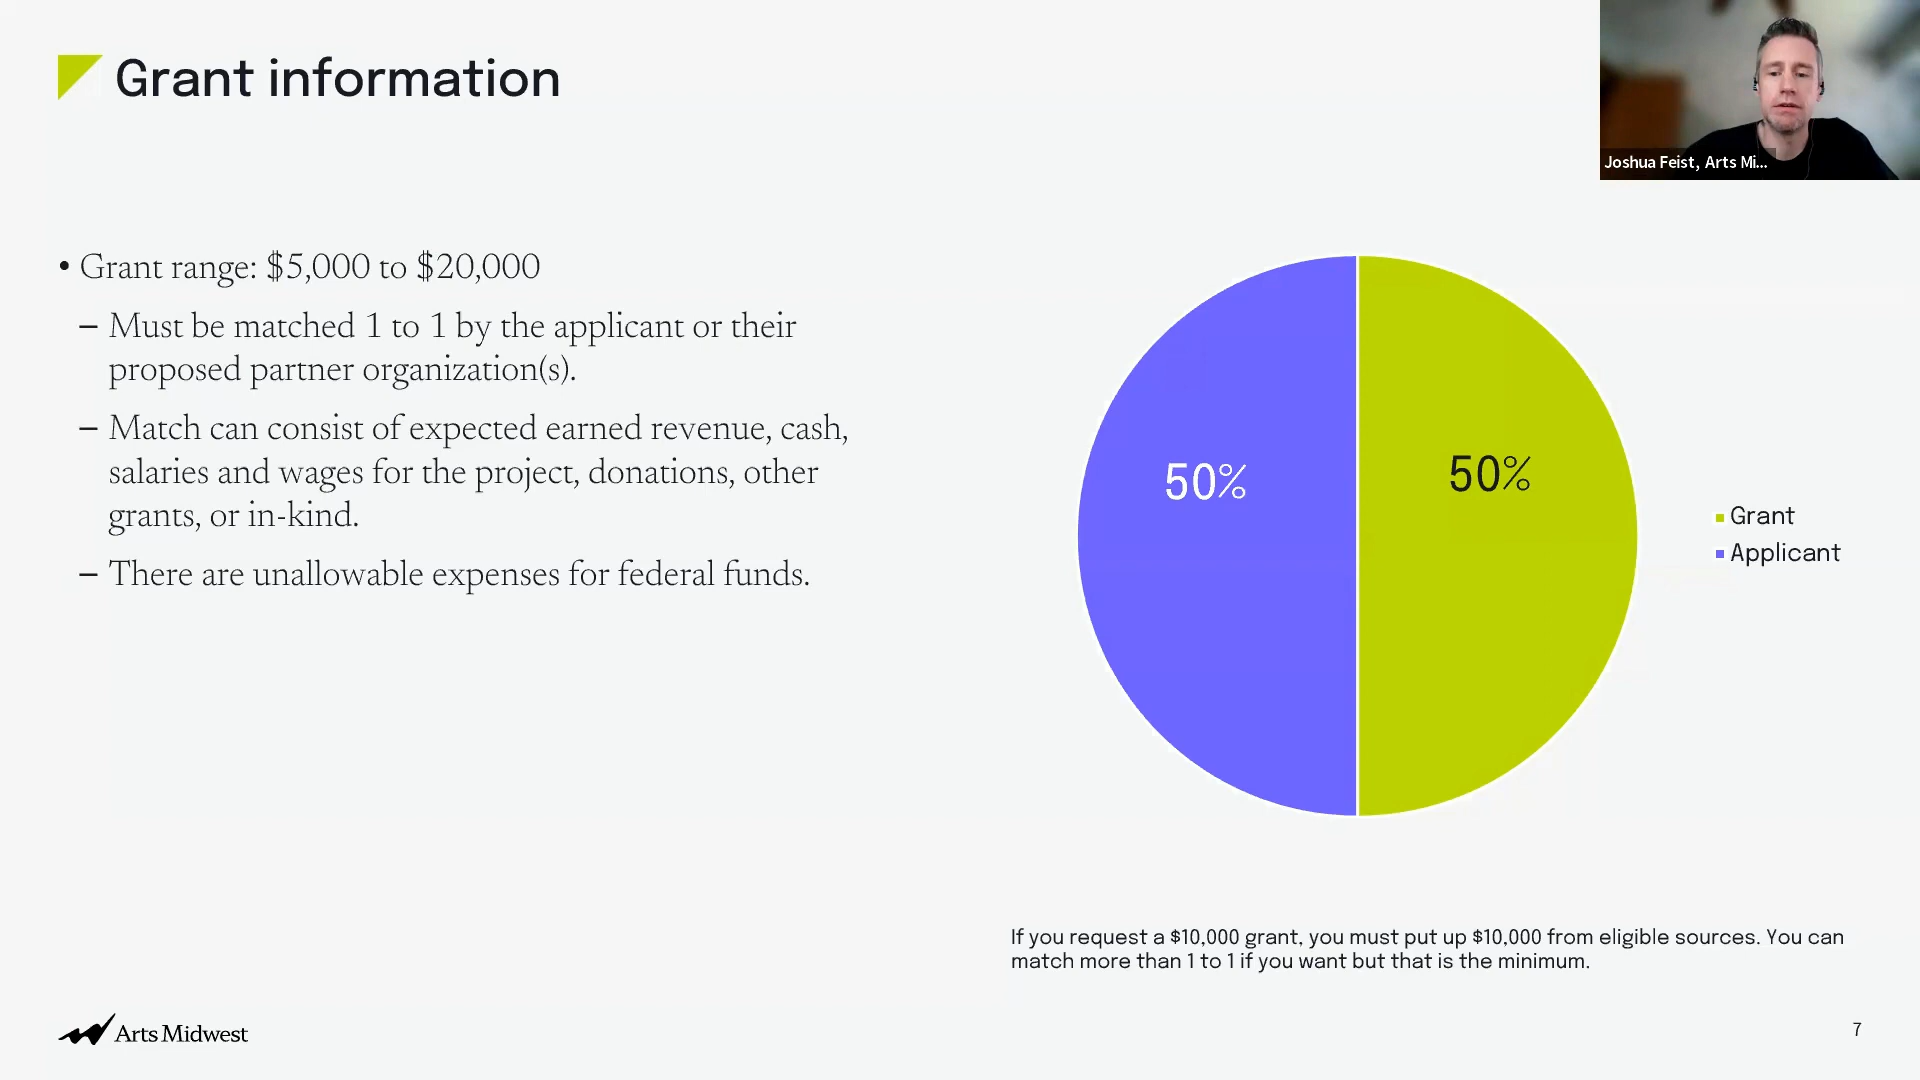 Grant information
Joshua Feist, Arts Mi...
• Grant range: $5,000 to $20,000
– Must be matched 1 to 1 by the applicant or their
proposed partner organization(s).
– Match can consist of expected earned revenue, cash,
salaries and wages for the project, donations, other
grants, or in-kind.
– There are unallowable expenses for federal funds.
50%
50%
Grant
Applicant
If you request a $10,000 grant, you must put up $10,000 from eligible sources. You can
match more than 1 to 1 if you want but that is the minimum.
Arts Midwest
7